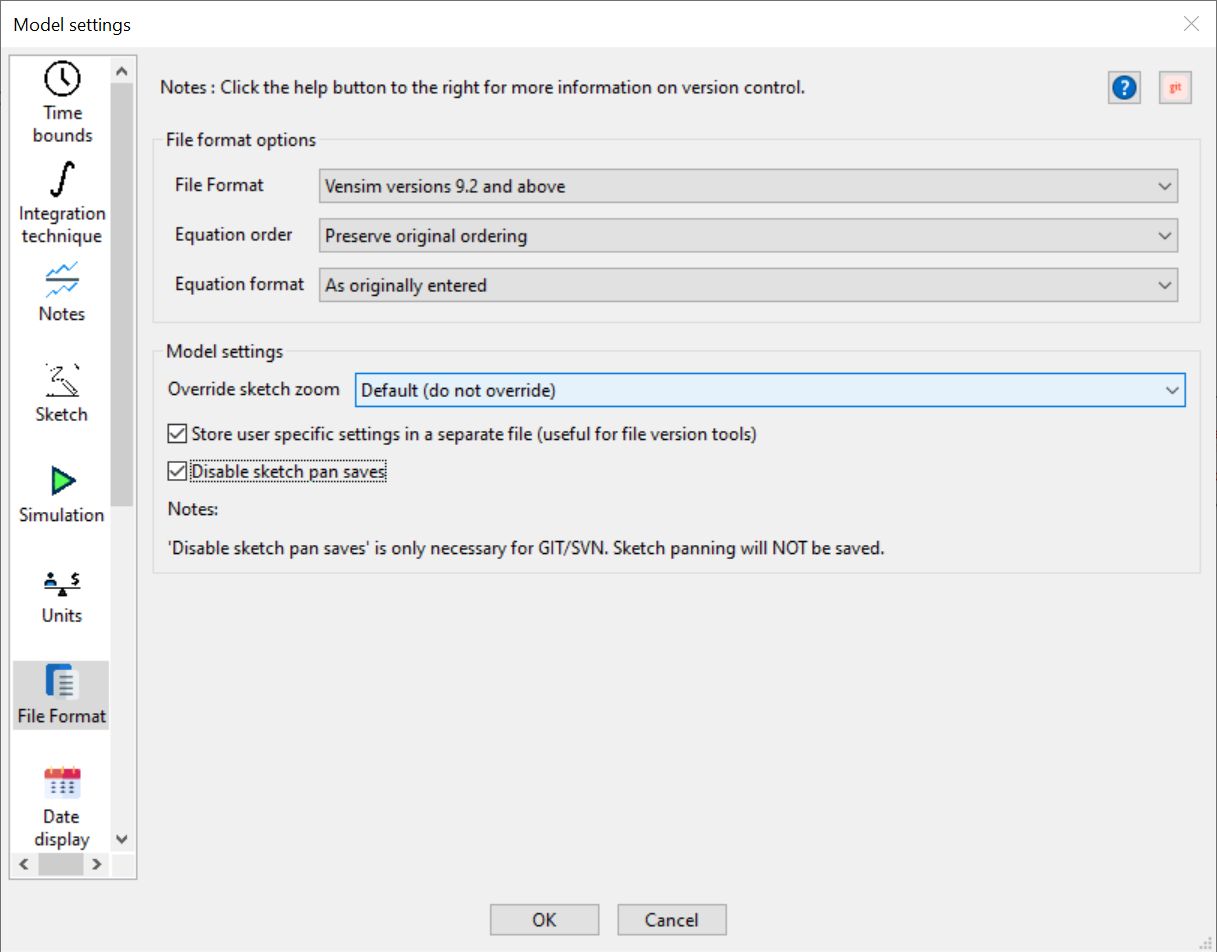 Model settings
Time
bounds
Integration
technique
Notes
Sketch
Simulation
$
Units
File Format
Date
display
Notes : Click the help button to the right for more information on version control.
?
git
File format options
File Format
Vensim versions 9.2 and above
Equation order
Preserve original ordering
Equation format
As originally entered
Model settings
Override sketch zoom
Default (do not override)
Store user specific settings in a separate file (useful for file version tools)
Disable sketch pan saves
Notes:
'Disable sketch pan saves' is only necessary for GIT/SVN. Sketch panning will NOT be saved.
OK
Cancel